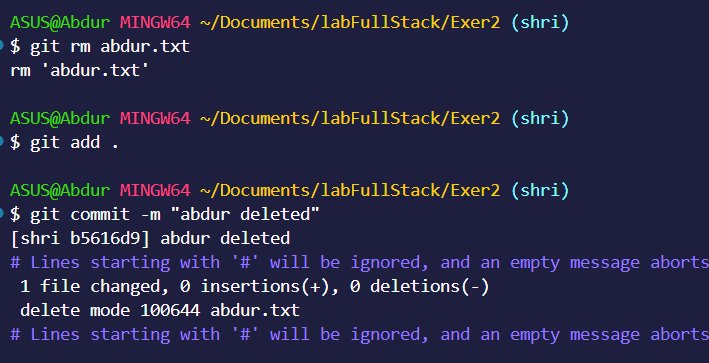 ASUS@Abdur MINGW64 ~/Documents/labFullStack/Exer2 (shri)
$ git rm abdur.txt
rm 'abdur.txt'
ASUS@Abdur MINGW64 ~/Documents/labFullStack/Exer2 (shri)
$ git add .
ASUS@Abdur MINGW64 ~/Documents/labFullStack/Exer2 (shri)
$ git commit -m "abdur deleted"
[shri b5616d9] abdur deleted
# Lines starting with '#' will be ignored, and an empty message aborts
1 file changed, 0 insertions(+), 0 deletions(-)
delete mode 100644 abdur.txt
# Lines starting with '#' will be ignored, and an empty message aborts